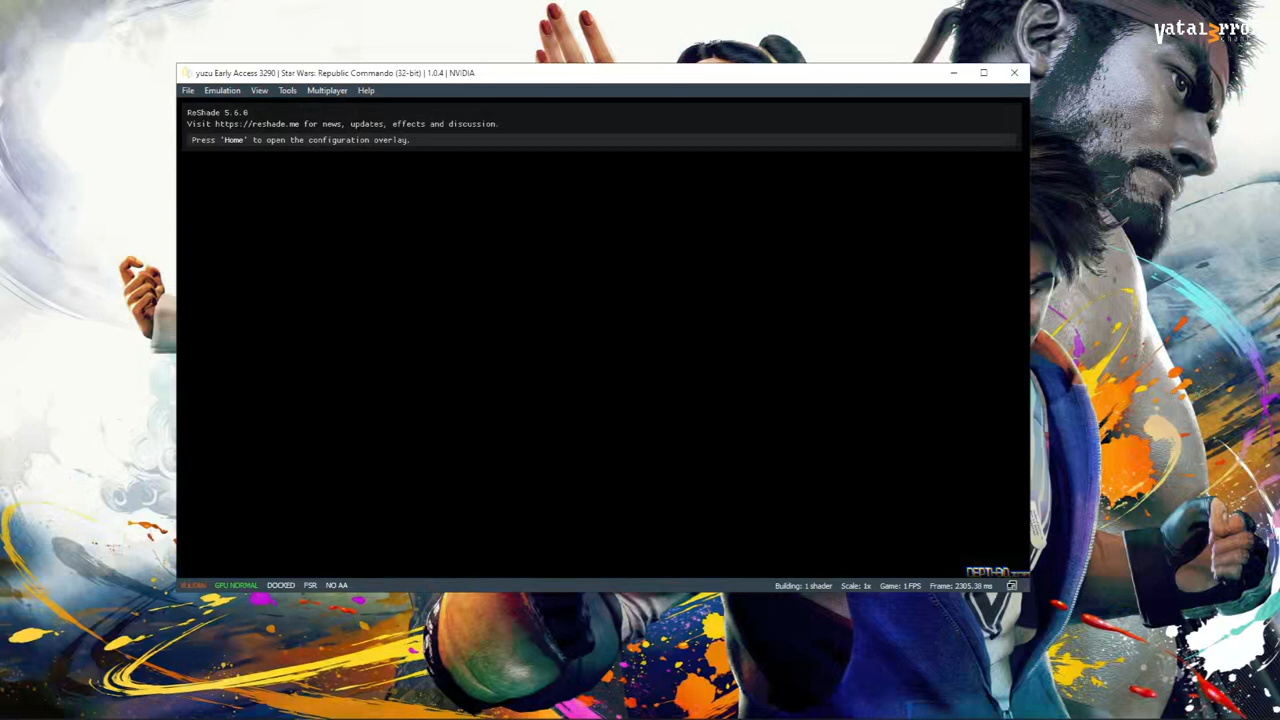 yuzu Early Access 3290 | Star Wars: Republic Commando (32-bit) | 1.0.4 | NVIDIA
File Emulation View Tools Multiplayer Help
ReShade 5.6.0
Visit https://reshade.me for news, updates, effects and discussion.
Press 'Home' to open the configuration overlay.
GPU NORMAL DOCKED FSR NO AA
Building: 1 shader Scale: 1x Game: 1 FPS Frame: 2305.38 ms